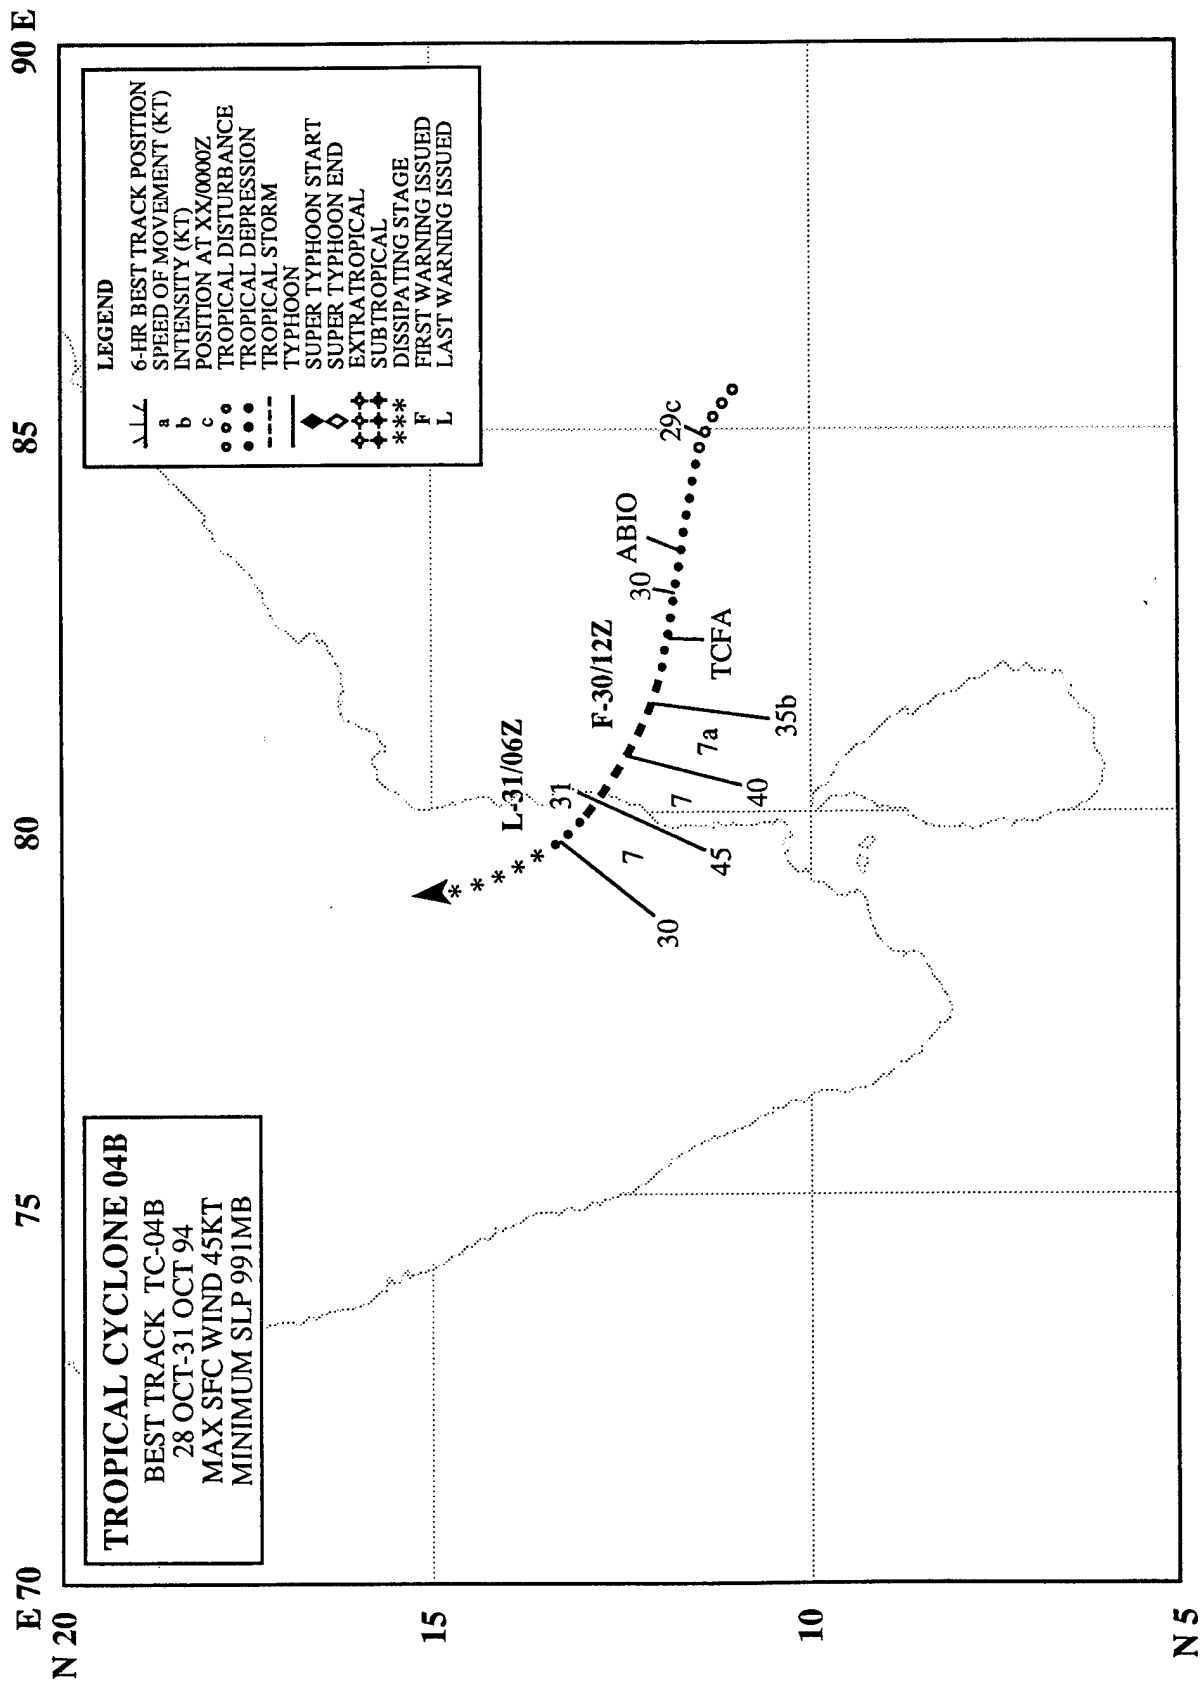 TROPICAL CYCLONE 04B
BEST TRACK TC-04B
28 OCT-31 OCT 94
MAX SFC WIND 45KT
MINIMUM SLP 991MB
LEGEND
6-HR BEST TRACK POSITION
a SPEED OF MOVEMENT (KT)
b INTENSITY (KT)
c POSITION AT XX/0000Z
TROPICAL DISTURBANCE
TROPICAL DEPRESSION
TROPICAL STORM
TYPHOON
SUPER TYPHOON START
SUPER TYPHOON END
EXTRATROPICAL
SUBTROPICAL
*** DISSIPATING STAGE
F FIRST WARNING ISSUED
L LAST WARNING ISSUED
E 70
75
80
85
90 E
N 20
15
10
N 5
L-31/06Z
31
F-30/12Z
30
ABIO
29c
TCFA
30
7
45
7
40
7a
35b